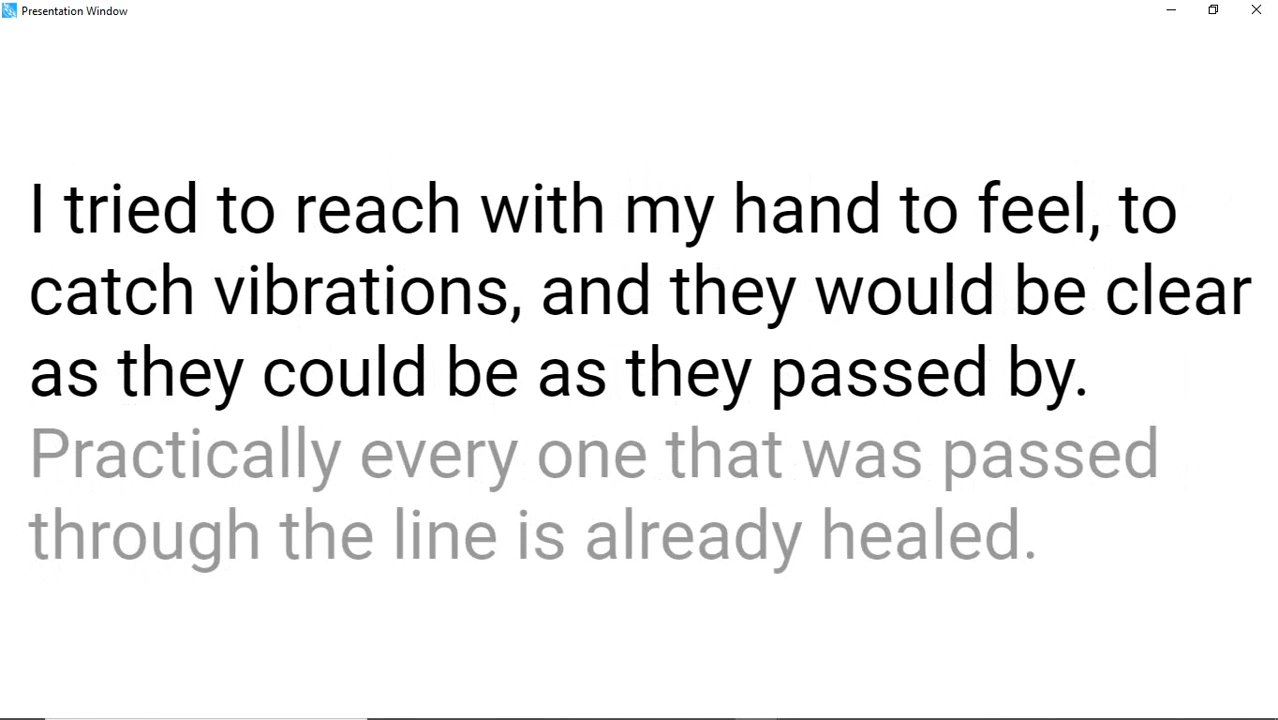 Presentation Window
I tried to reach with my hand to feel, to
catch vibrations, and they would be clear
as they could be as they passed by.
Practically every one that was passed
through the line is already healed.